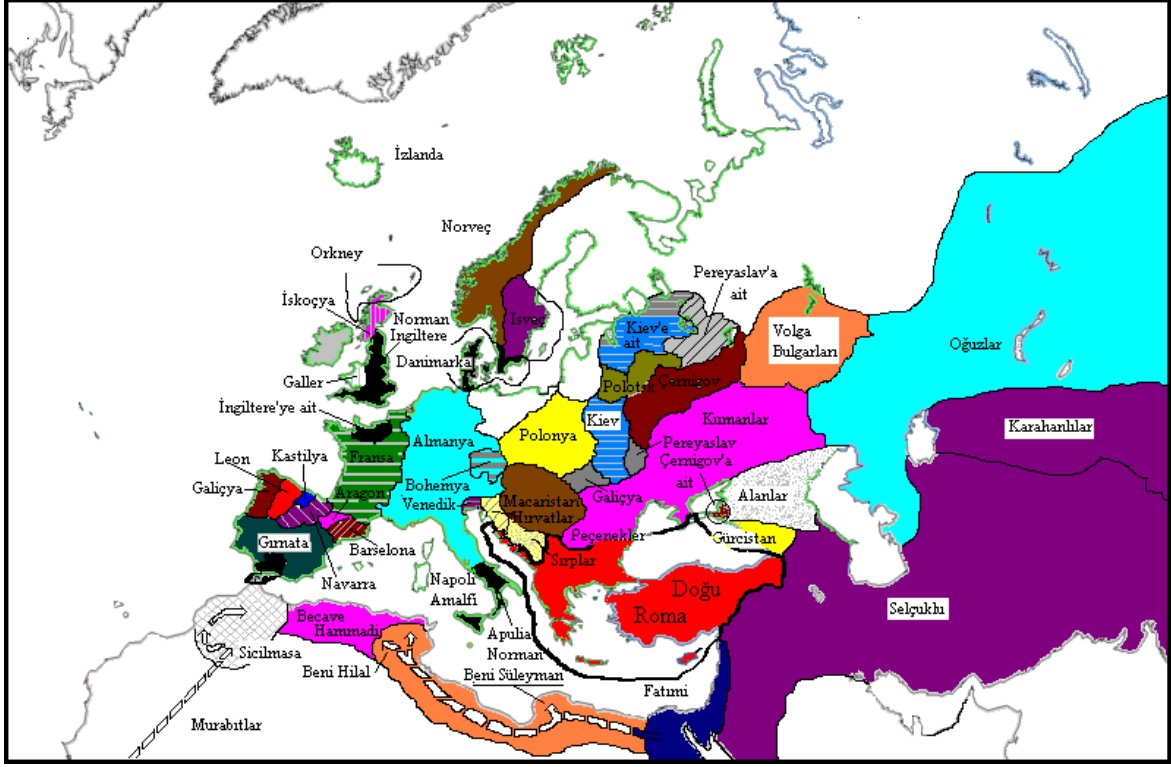 İzlanda
Norveç
Orkney
İskoçya
Norman
İngiltere
Danimarka
Galler
İsveç
Pereyaslav'a
ait
Kiev'e
ait
Volga
Bulgarları
Oğuzlar
Polotsk
Çernigov
İngiltere'ye ait
Almanya
Polonya
Kiev
Kumanlar
Karahanlılar
Fransa
Leon
Kastilya
Galiçya
Aragon
Bohemya
Venedik
Macaristan
Hırvatlar
Galiçya
Pereyaslav
Çernigov'a
ait
Alanlar
Peçenekler
Gürcistan
Gırnata
Barselona
Navarra
Sırplar
Napoli
Amalfi
Doğu
Roma
Selçuklu
Becave
Hammadi
Apulia
Norman
Sicilmasa
Beni Hilal
Beni Süleyman
Fatımi
Murabıtlar